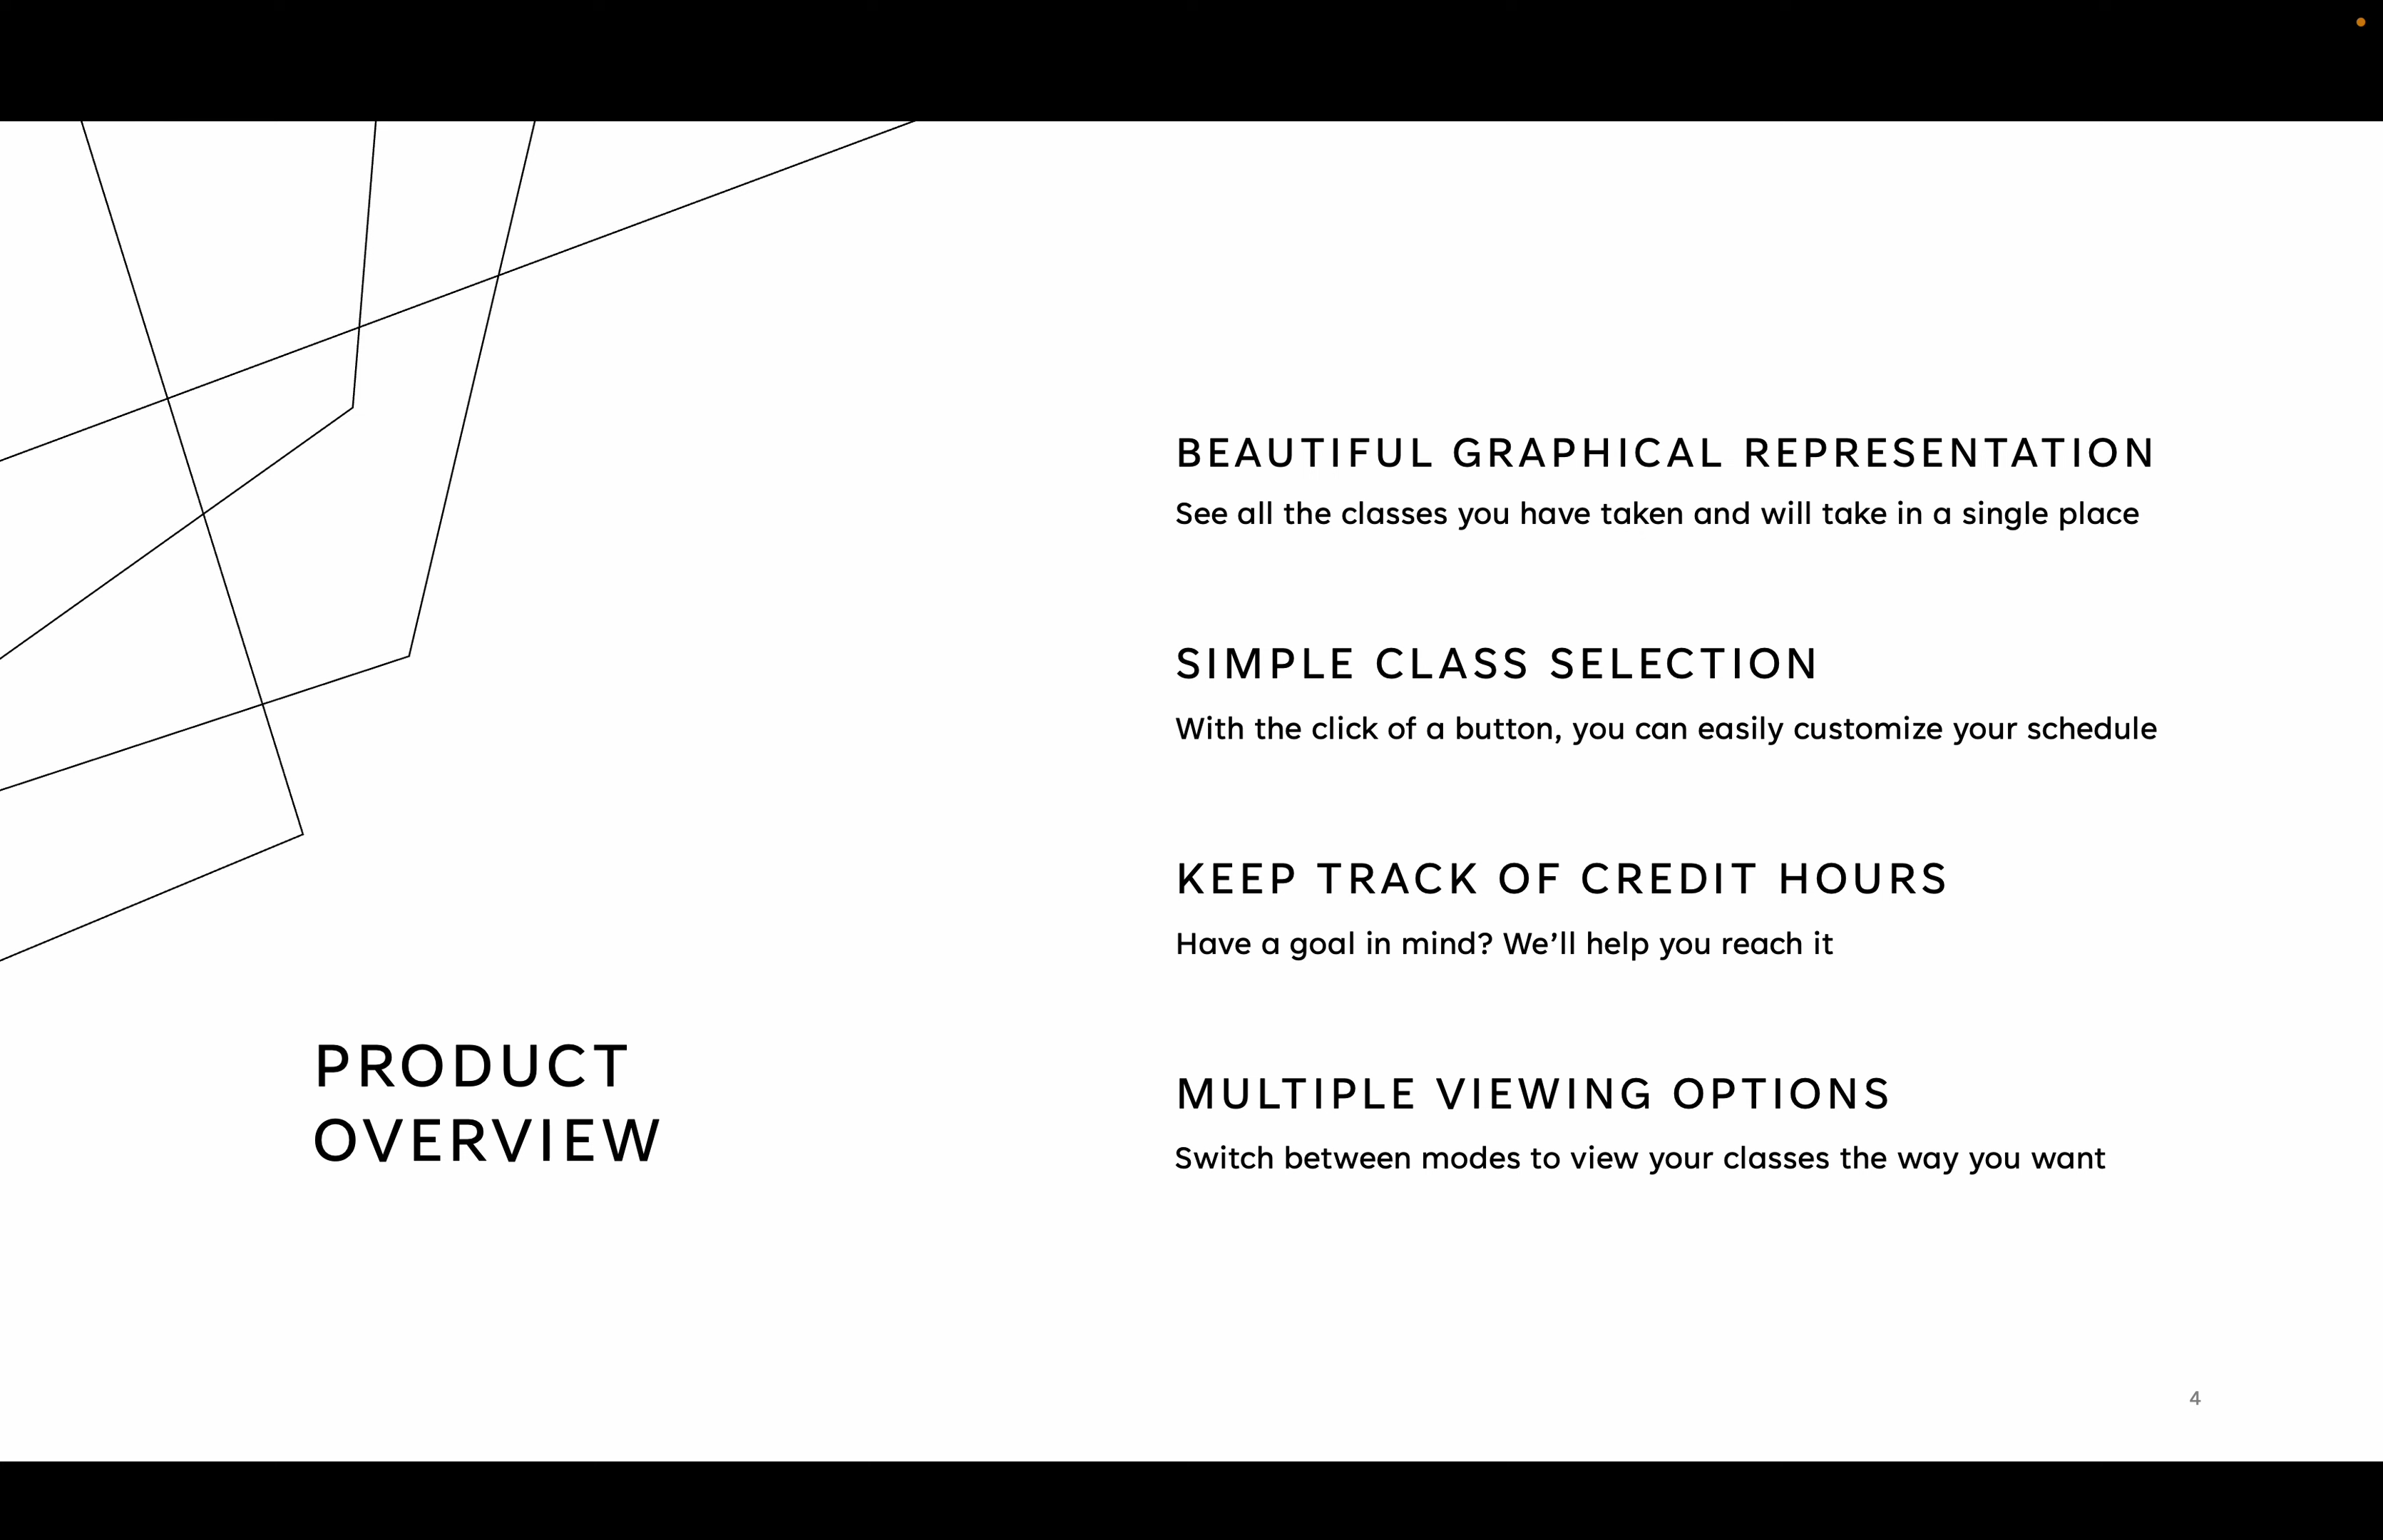 PRODUCT
OVERVIEW
BEAUTIFUL GRAPHICAL REPRESENTATION
See all the classes you have taken and will take in a single place
SIMPLE CLASS SELECTION
With the click of a button, you can easily customize your schedule
KEEP TRACK OF CREDIT HOURS
Have a goal in mind? We’ll help you reach it
MULTIPLE VIEWING OPTIONS
Switch between modes to view your classes the way you want
4